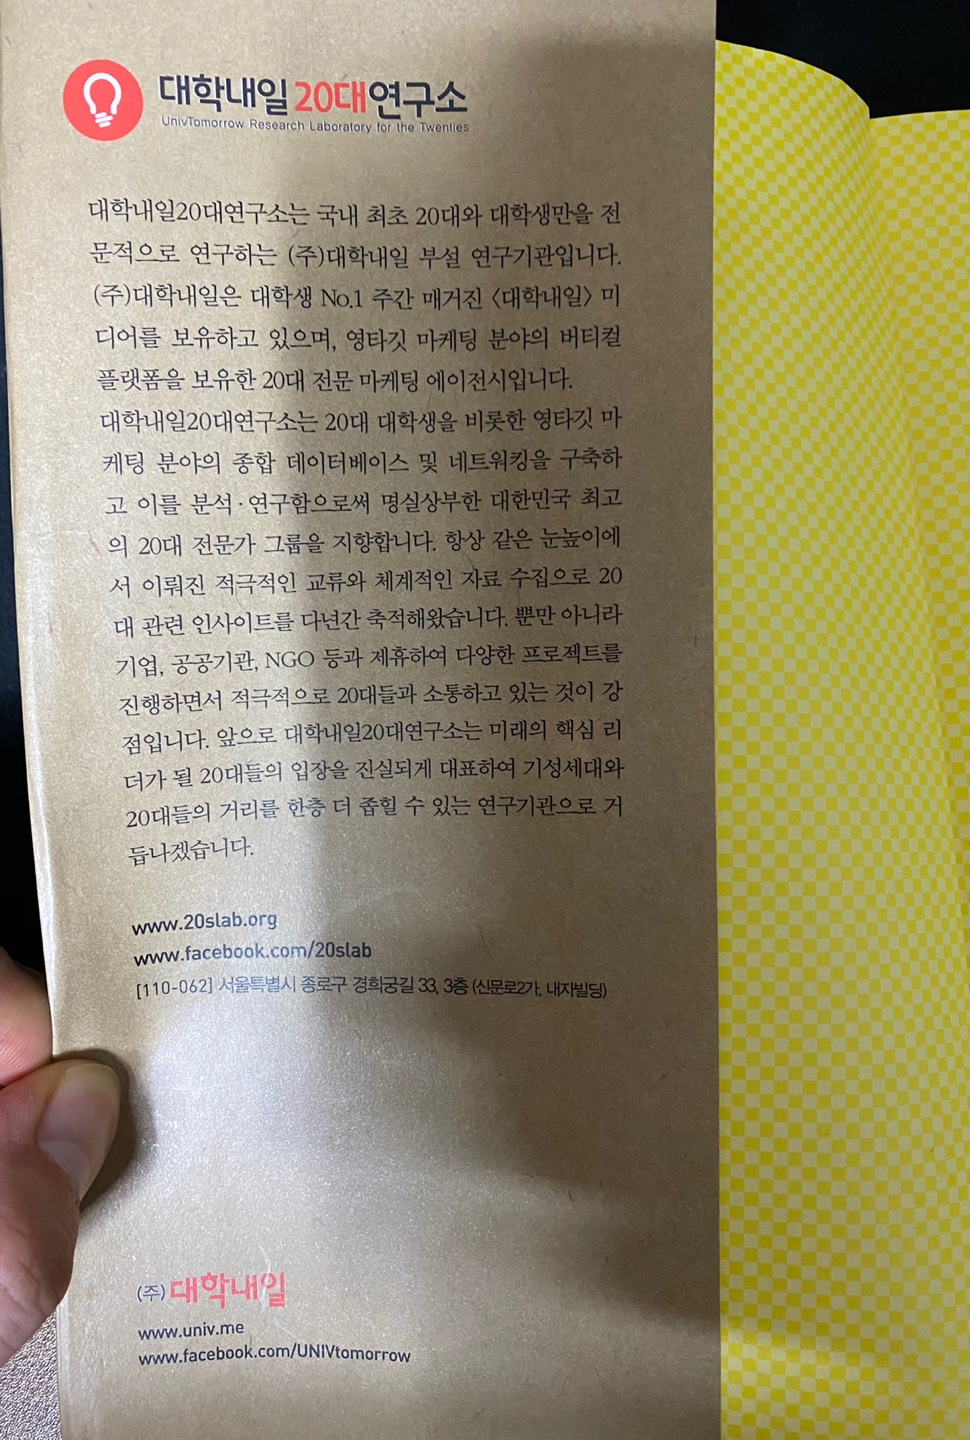 대학내일20대연구소
UnivTomorrow Research Laboratory for the Twenties
대학내일20대연구소는 국내 최초 20대와 대학생만을 전
문적으로 연구하는 (주)대학내일 부설 연구기관입니다.
(주)대학내일은 대학생 No.1 주간 매거진 〈대학내일〉 미
디어를 보유하고 있으며, 영타깃 마케팅 분야의 버티컬
플랫폼을 보유한 20대 전문 마케팅 에이전시입니다.
대학내일20대연구소는 20대 대학생을 비롯한 영타깃 마
케팅 분야의 종합 데이터베이스 및 네트워킹을 구축하
고 이를 분석·연구함으로써 명실상부한 대한민국 최고
의 20대 전문가 그룹을 지향합니다. 항상 같은 눈높이에
서 이뤄진 적극적인 교류와 체계적인 자료 수집으로 20
대 관련 인사이트를 다년간 축적해왔습니다. 뿐만 아니라
기업, 공공기관, NGO 등과 제휴하여 다양한 프로젝트를
진행하면서 적극적으로 20대들과 소통하고 있는 것이 강
점입니다. 앞으로 대학내일20대연구소는 미래의 핵심 리
더가 될 20대들의 입장을 진실되게 대표하여 기성세대와
20대들의 거리를 한층 더 좁힐 수 있는 연구기관으로 거
듭나겠습니다.
www.20slab.org
www.facebook.com/20slab
[110-062] 서울특별시 종로구 경희궁길 33, 3층 (신문로2가, 내자빌딩)
(주)대학내일
www.univ.me
www.facebook.com/UNIVtomorrow